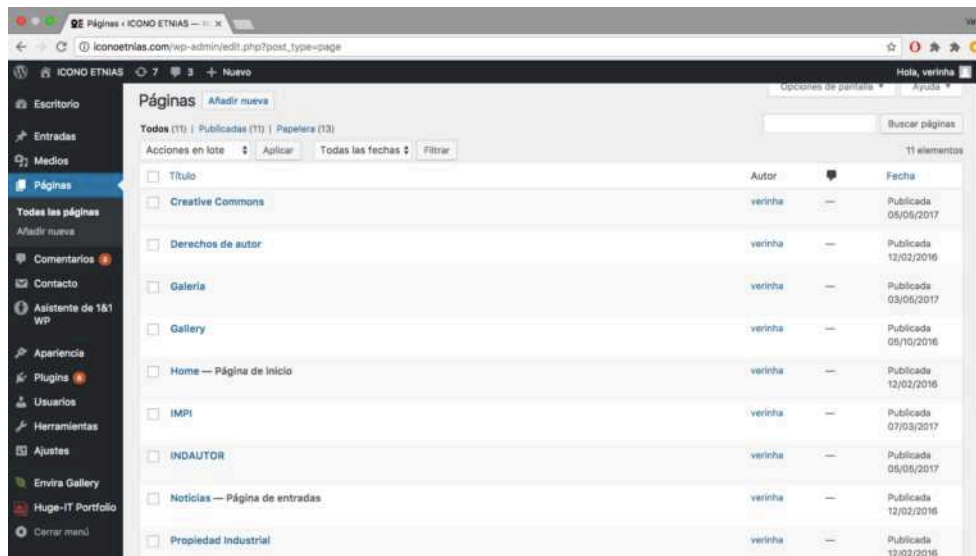 Páginas ‹ ICONO ETNIAS —
iconoetnias.com/wp-admin/edit.php?post_type=page
ICONO ETNIAS 7 3 + Nuevo Hola, verinha
Escritorio
Entradas
Medios
Páginas
Todas las páginas
Añadir nueva
Comentarios
Contacto
Asistente de 1&1
WP
Apariencia
Plugins
Usuarios
Herramientas
Ajustes
Envira Gallery
Huge-IT Portfolio
Cerrar menú
Páginas Añadir nueva
Opciones de pantalla Ayuda
Todos (11) | Publicadas (11) | Papelera (13)
Buscar páginas
Acciones en lote Aplicar Todas las fechas Filtrar 11 elementos
Título Autor Fecha
Creative Commons verinha — Publicada
05/05/2017
Derechos de autor verinha — Publicada
12/02/2016
Galeria verinha — Publicada
03/05/2017
Gallery verinha — Publicada
05/10/2016
Home — Página de inicio verinha — Publicada
12/02/2016
IMPI verinha — Publicada
07/03/2017
INDAUTOR verinha — Publicada
05/05/2017
Noticias — Página de entradas verinha — Publicada
12/02/2016
Propiedad Industrial verinha — Publicada
12/02/2016